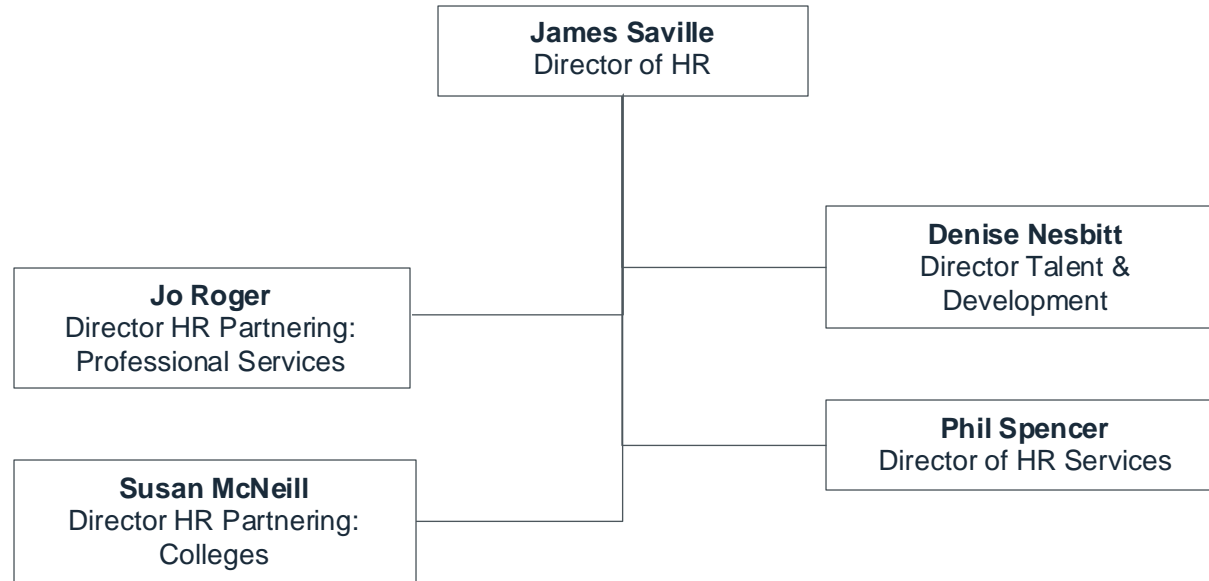 James Saville
Director of HR
Denise Nesbitt
Director Talent &
Development
Jo Roger
Director HR Partnering:
Professional Services
Phil Spencer
Director of HR Services
Susan McNeill
Director HR Partnering:
Colleges